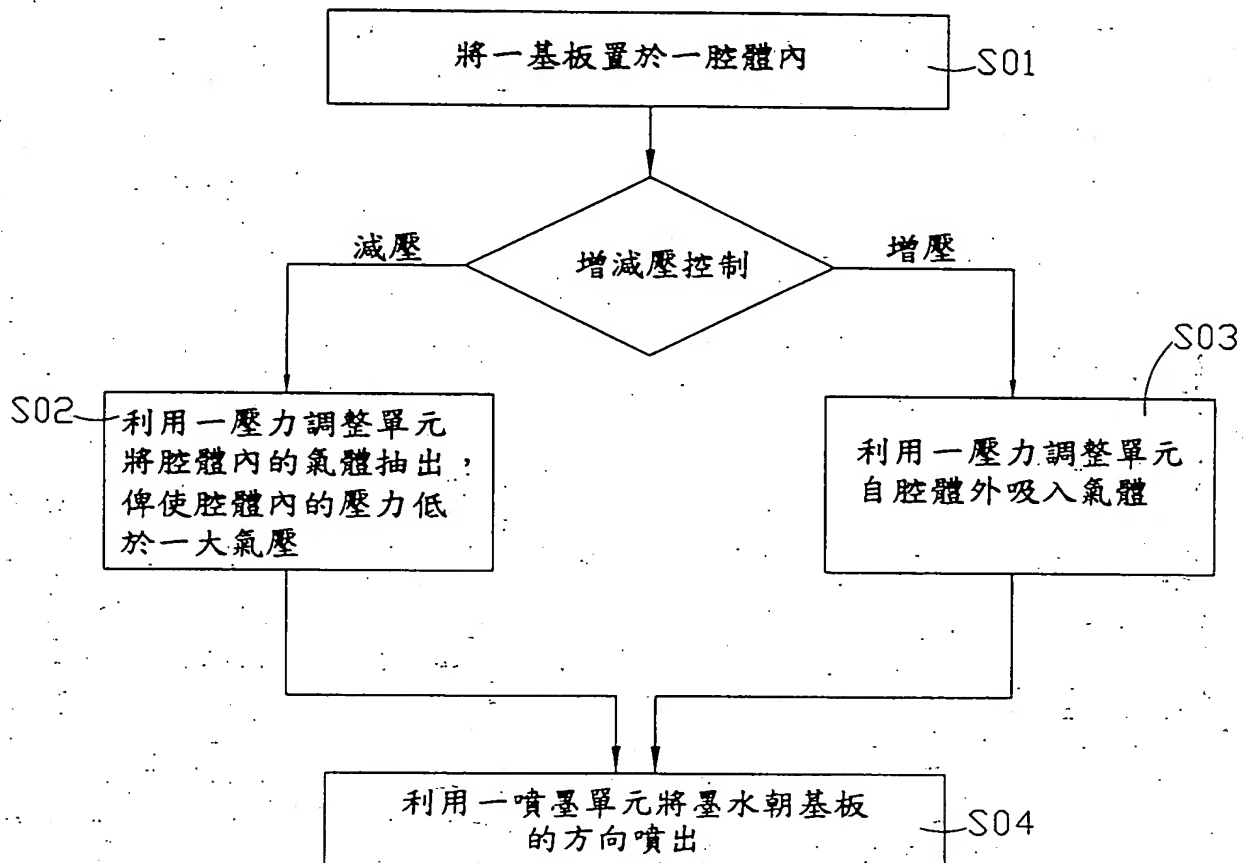 將一基板置於一腔體內
S01
增減壓控制
減壓
增壓
S02
利用一壓力調整單元
將腔體內的氣體抽出，
俾使腔體內的壓力低
於一大氣壓
S03
利用一壓力調整單元
自腔體外吸入氣體
利用一噴墨單元將墨水朝基板
的方向噴出
S04